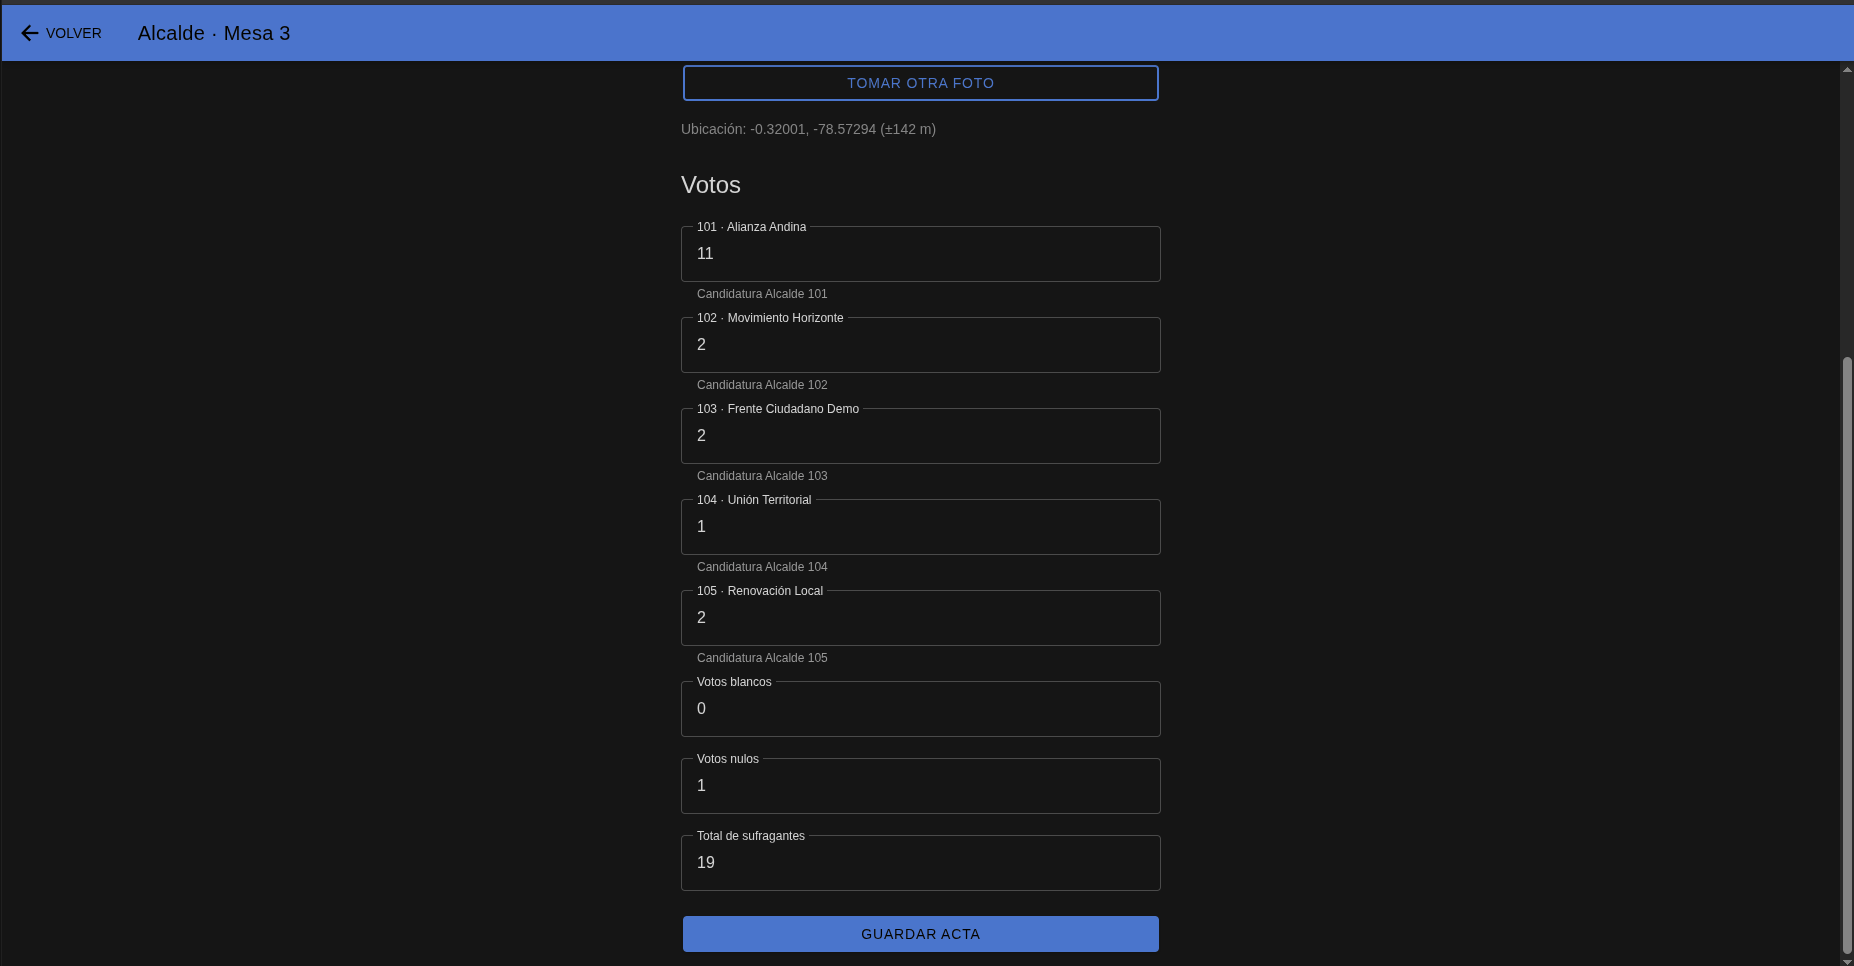 VOLVER
Alcalde · Mesa 3
TOMAR OTRA FOTO
Ubicación: -0.32001, -78.57294 (±142 m)
Votos
101 · Alianza Andina
11
Candidatura Alcalde 101
102 · Movimiento Horizonte
2
Candidatura Alcalde 102
103 · Frente Ciudadano Demo
2
Candidatura Alcalde 103
104 · Unión Territorial
1
Candidatura Alcalde 104
105 · Renovación Local
2
Candidatura Alcalde 105
Votos blancos
0
Votos nulos
1
Total de sufragantes
19
GUARDAR ACTA